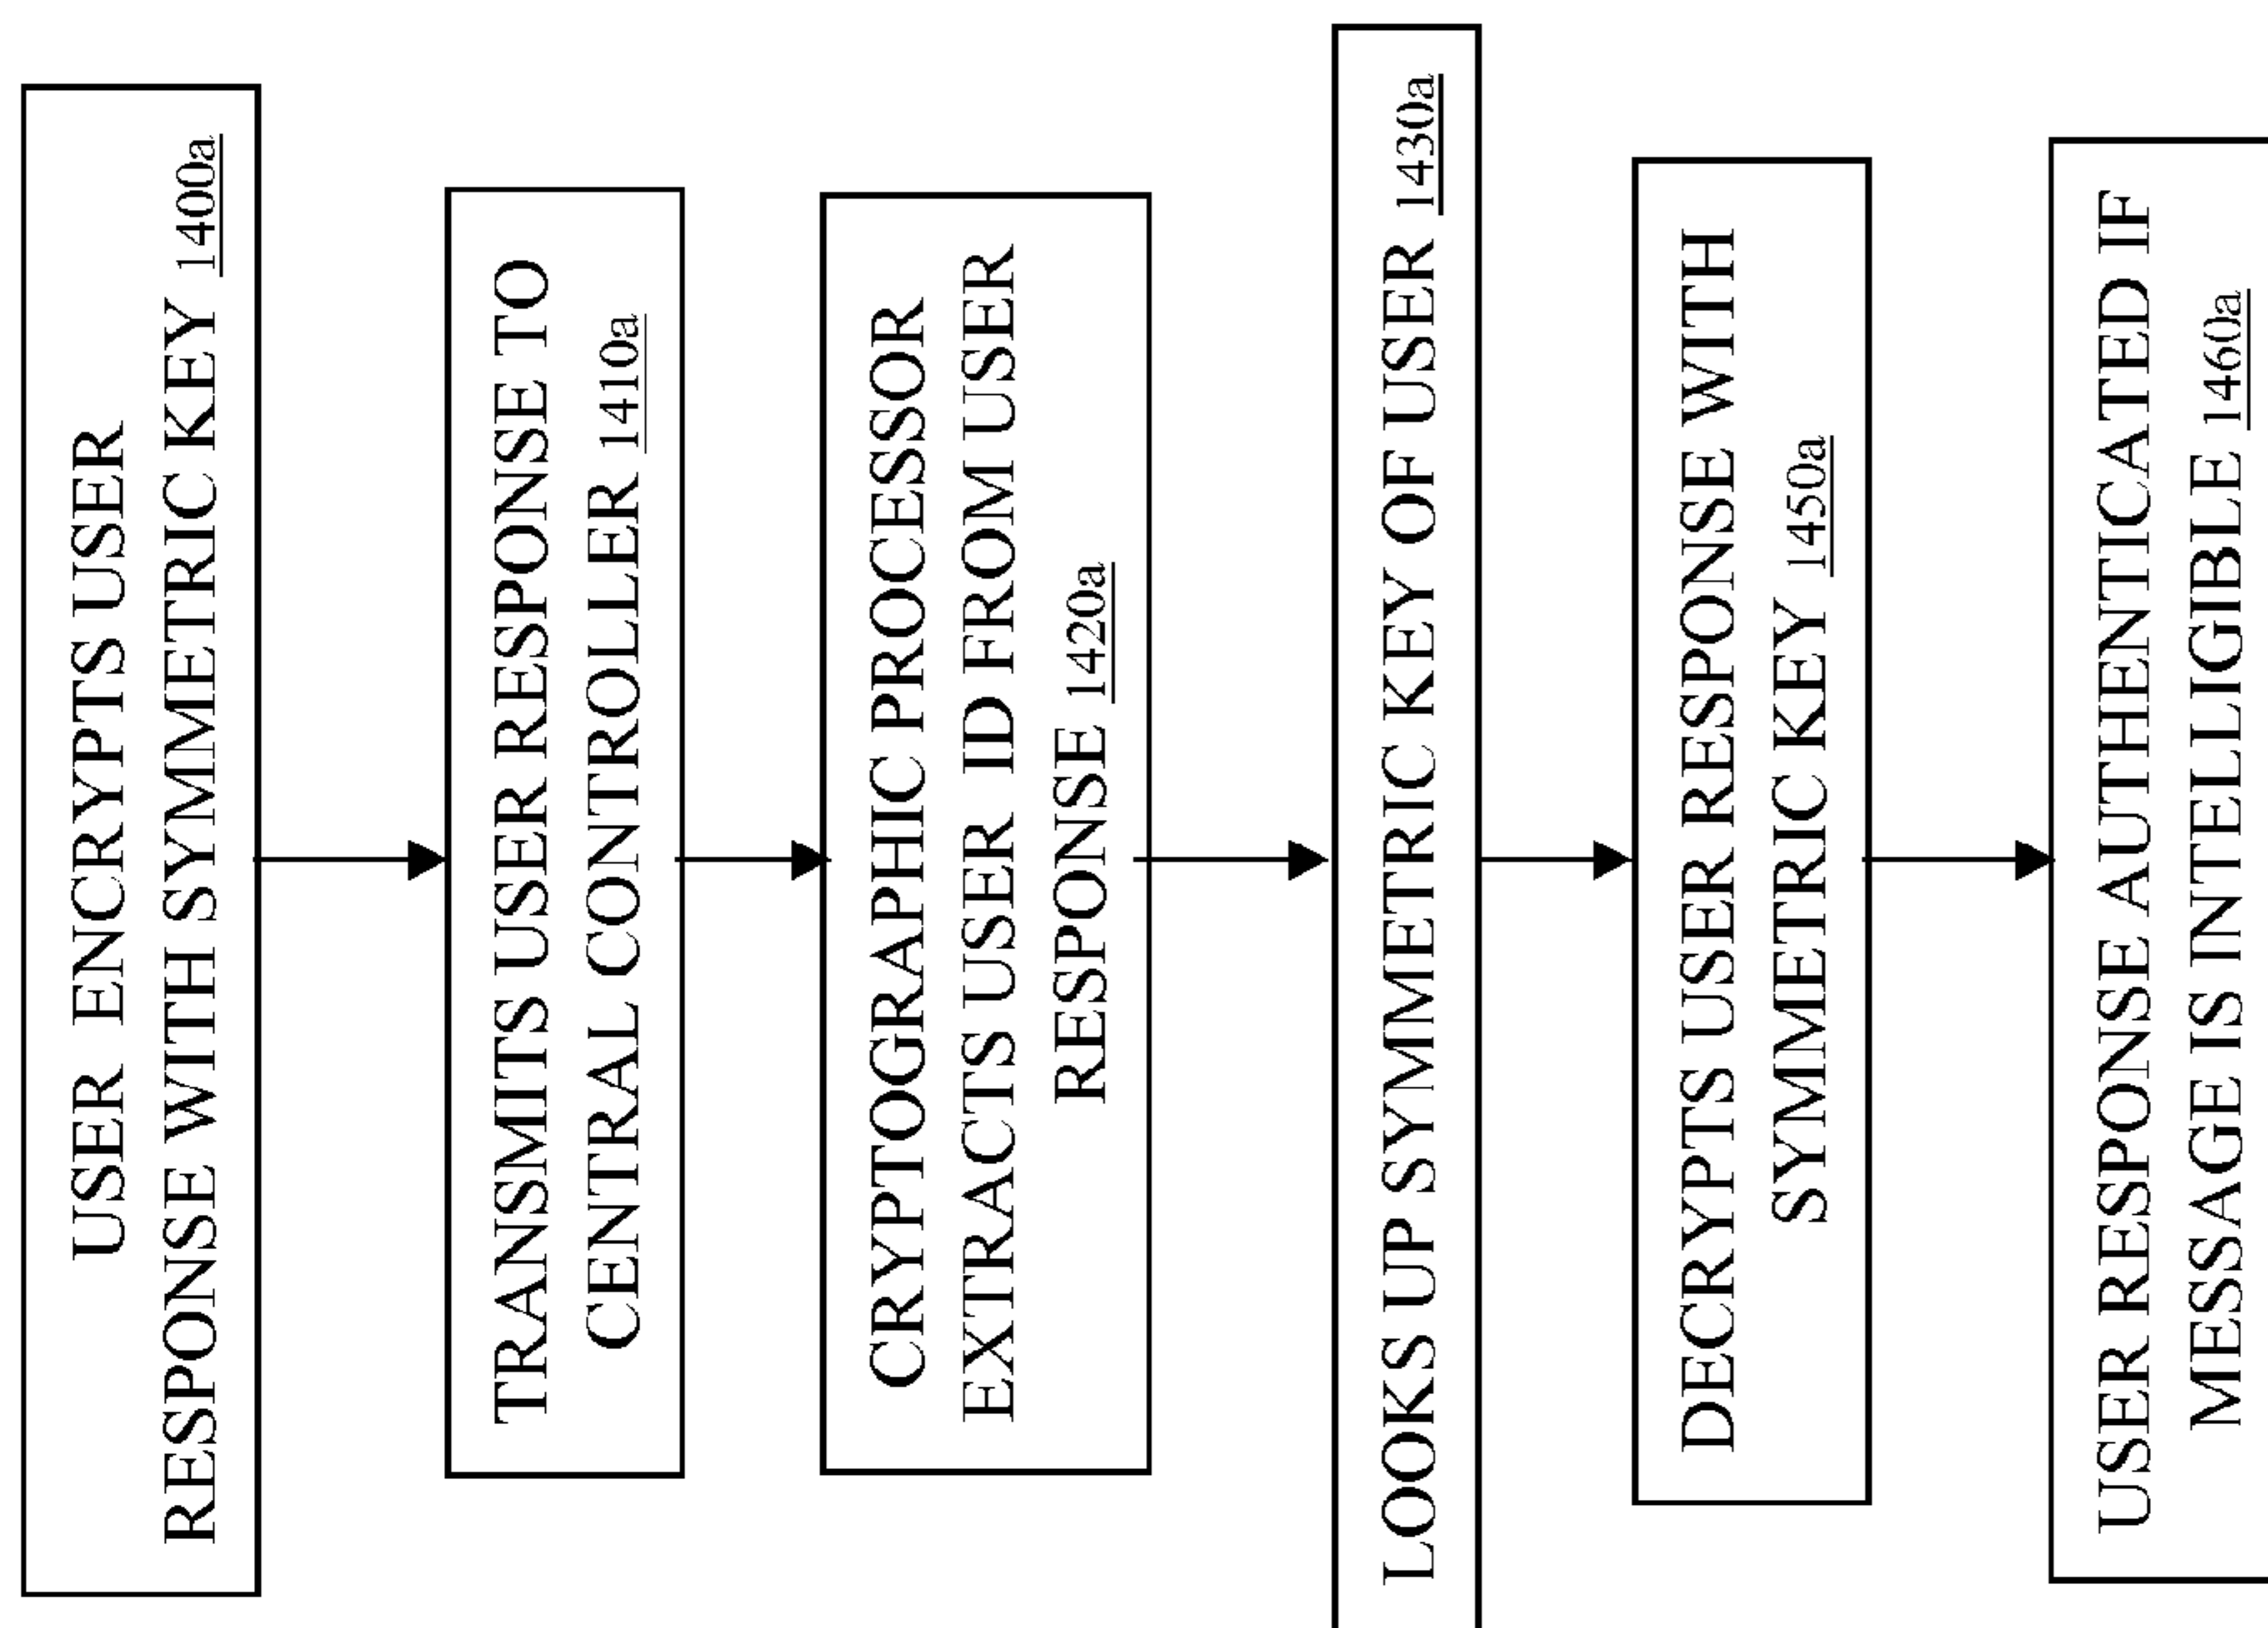 USER ENCRYPTS USER
RESPONSE WITH SYMMETRIC KEY 1400a
TRANSMITS USER RESPONSE TO
CENTRAL CONTROLLER 1410a
CRYPTOGRAPHIC PROCESSOR
EXTRACTS USER ID FROM USER
RESPONSE 1420a
LOOKS UP SYMMETRIC KEY OF USER 1430a
DECRYPTS USER RESPONSE WITH
SYMMETRIC KEY 1450a
USER RESPONSE AUTHENTICATED IF
MESSAGE IS INTELLIGIBLE 1460a